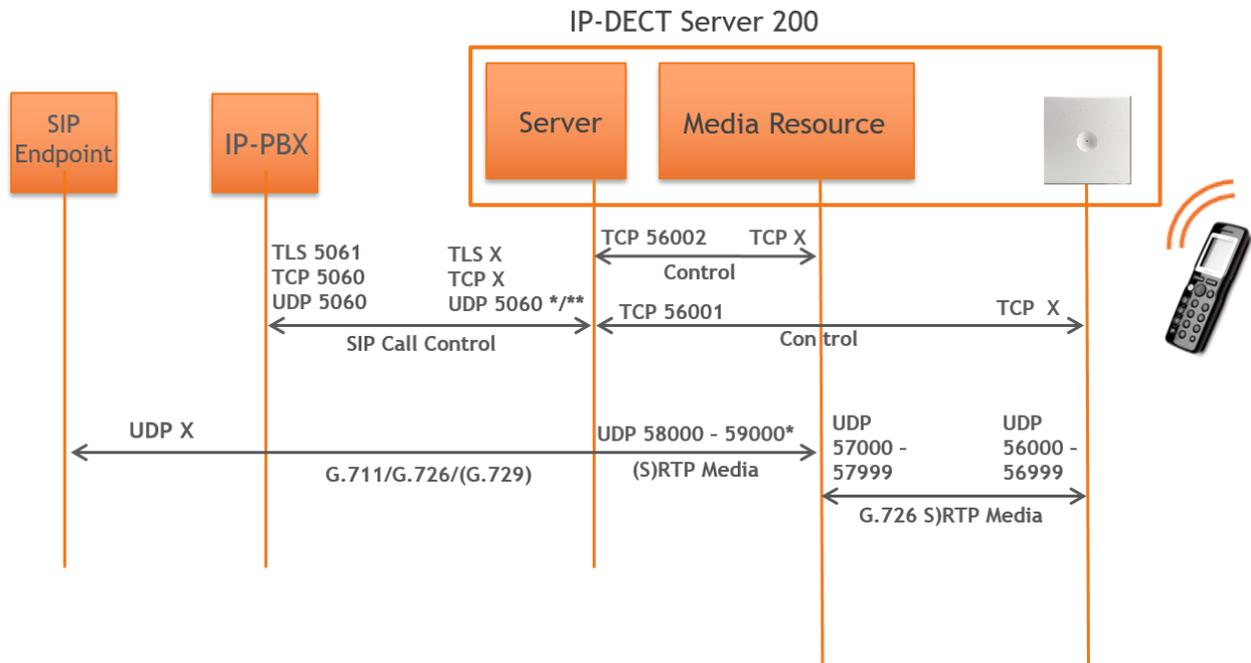 IP-DECT Server 200
SIP
Endpoint
IP-PBX
Server
Media Resource
TLS 5061
TCP 5060
UDP 5060
TLS X
TCP X
UDP 5060 */**
SIP Call Control
TCP 56002
TCP X
Control
TCP 56001
TCP X
Control
UDP X
UDP 58000 - 59000*
G.711/G.726/(G.729)
(S)RTP Media
UDP
57000 -
57999
UDP
56000 -
56999
G.726 S)RTP Media